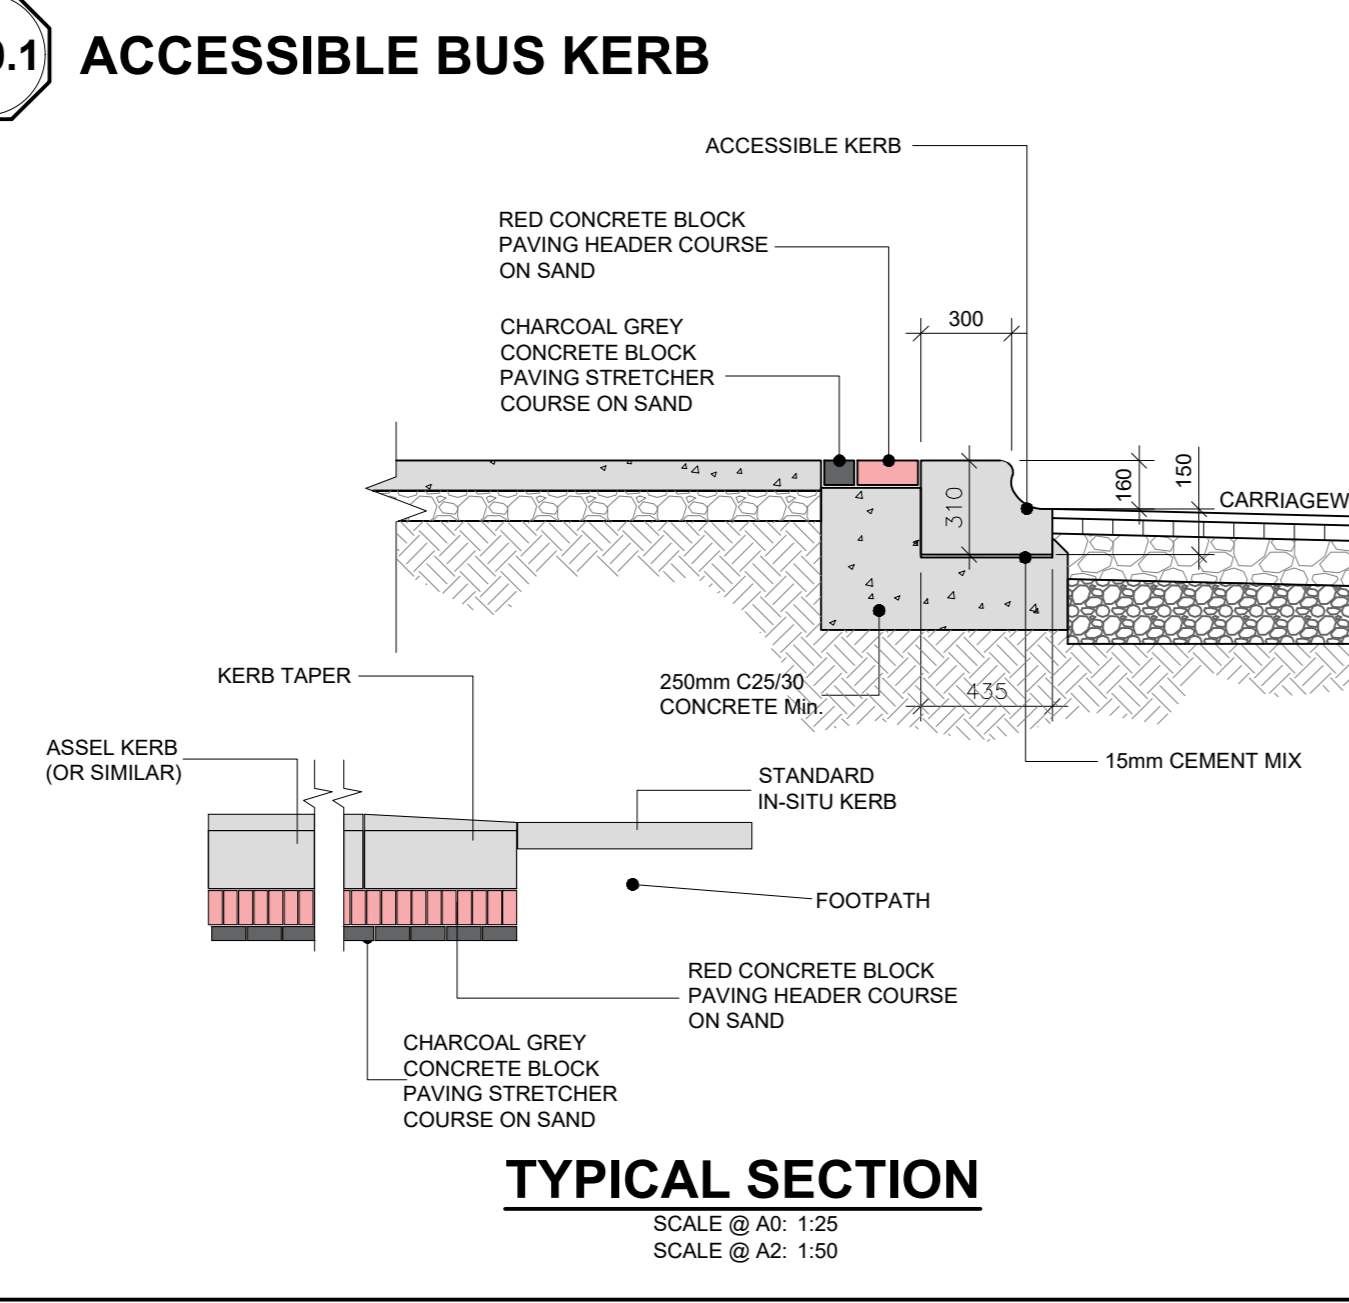 ACCESSIBLE BUS KERB
ACCESSIBLE KERB
RED CONCRETE BLOCK
PAVING HEADER COURSE
ON SAND
CHARCOAL GREY
CONCRETE BLOCK
PAVING STRETCHER
COURSE ON SAND
300
310
160
150
CARRIAGEW
250mm C25/30
CONCRETE Min.
435
15mm CEMENT MIX
KERB TAPER
ASSEL KERB
(OR SIMILAR)
STANDARD
IN-SITU KERB
FOOTPATH
RED CONCRETE BLOCK
PAVING HEADER COURSE
ON SAND
CHARCOAL GREY
CONCRETE BLOCK
PAVING STRETCHER
COURSE ON SAND
TYPICAL SECTION
SCALE @ A0: 1:25
SCALE @ A2: 1:50